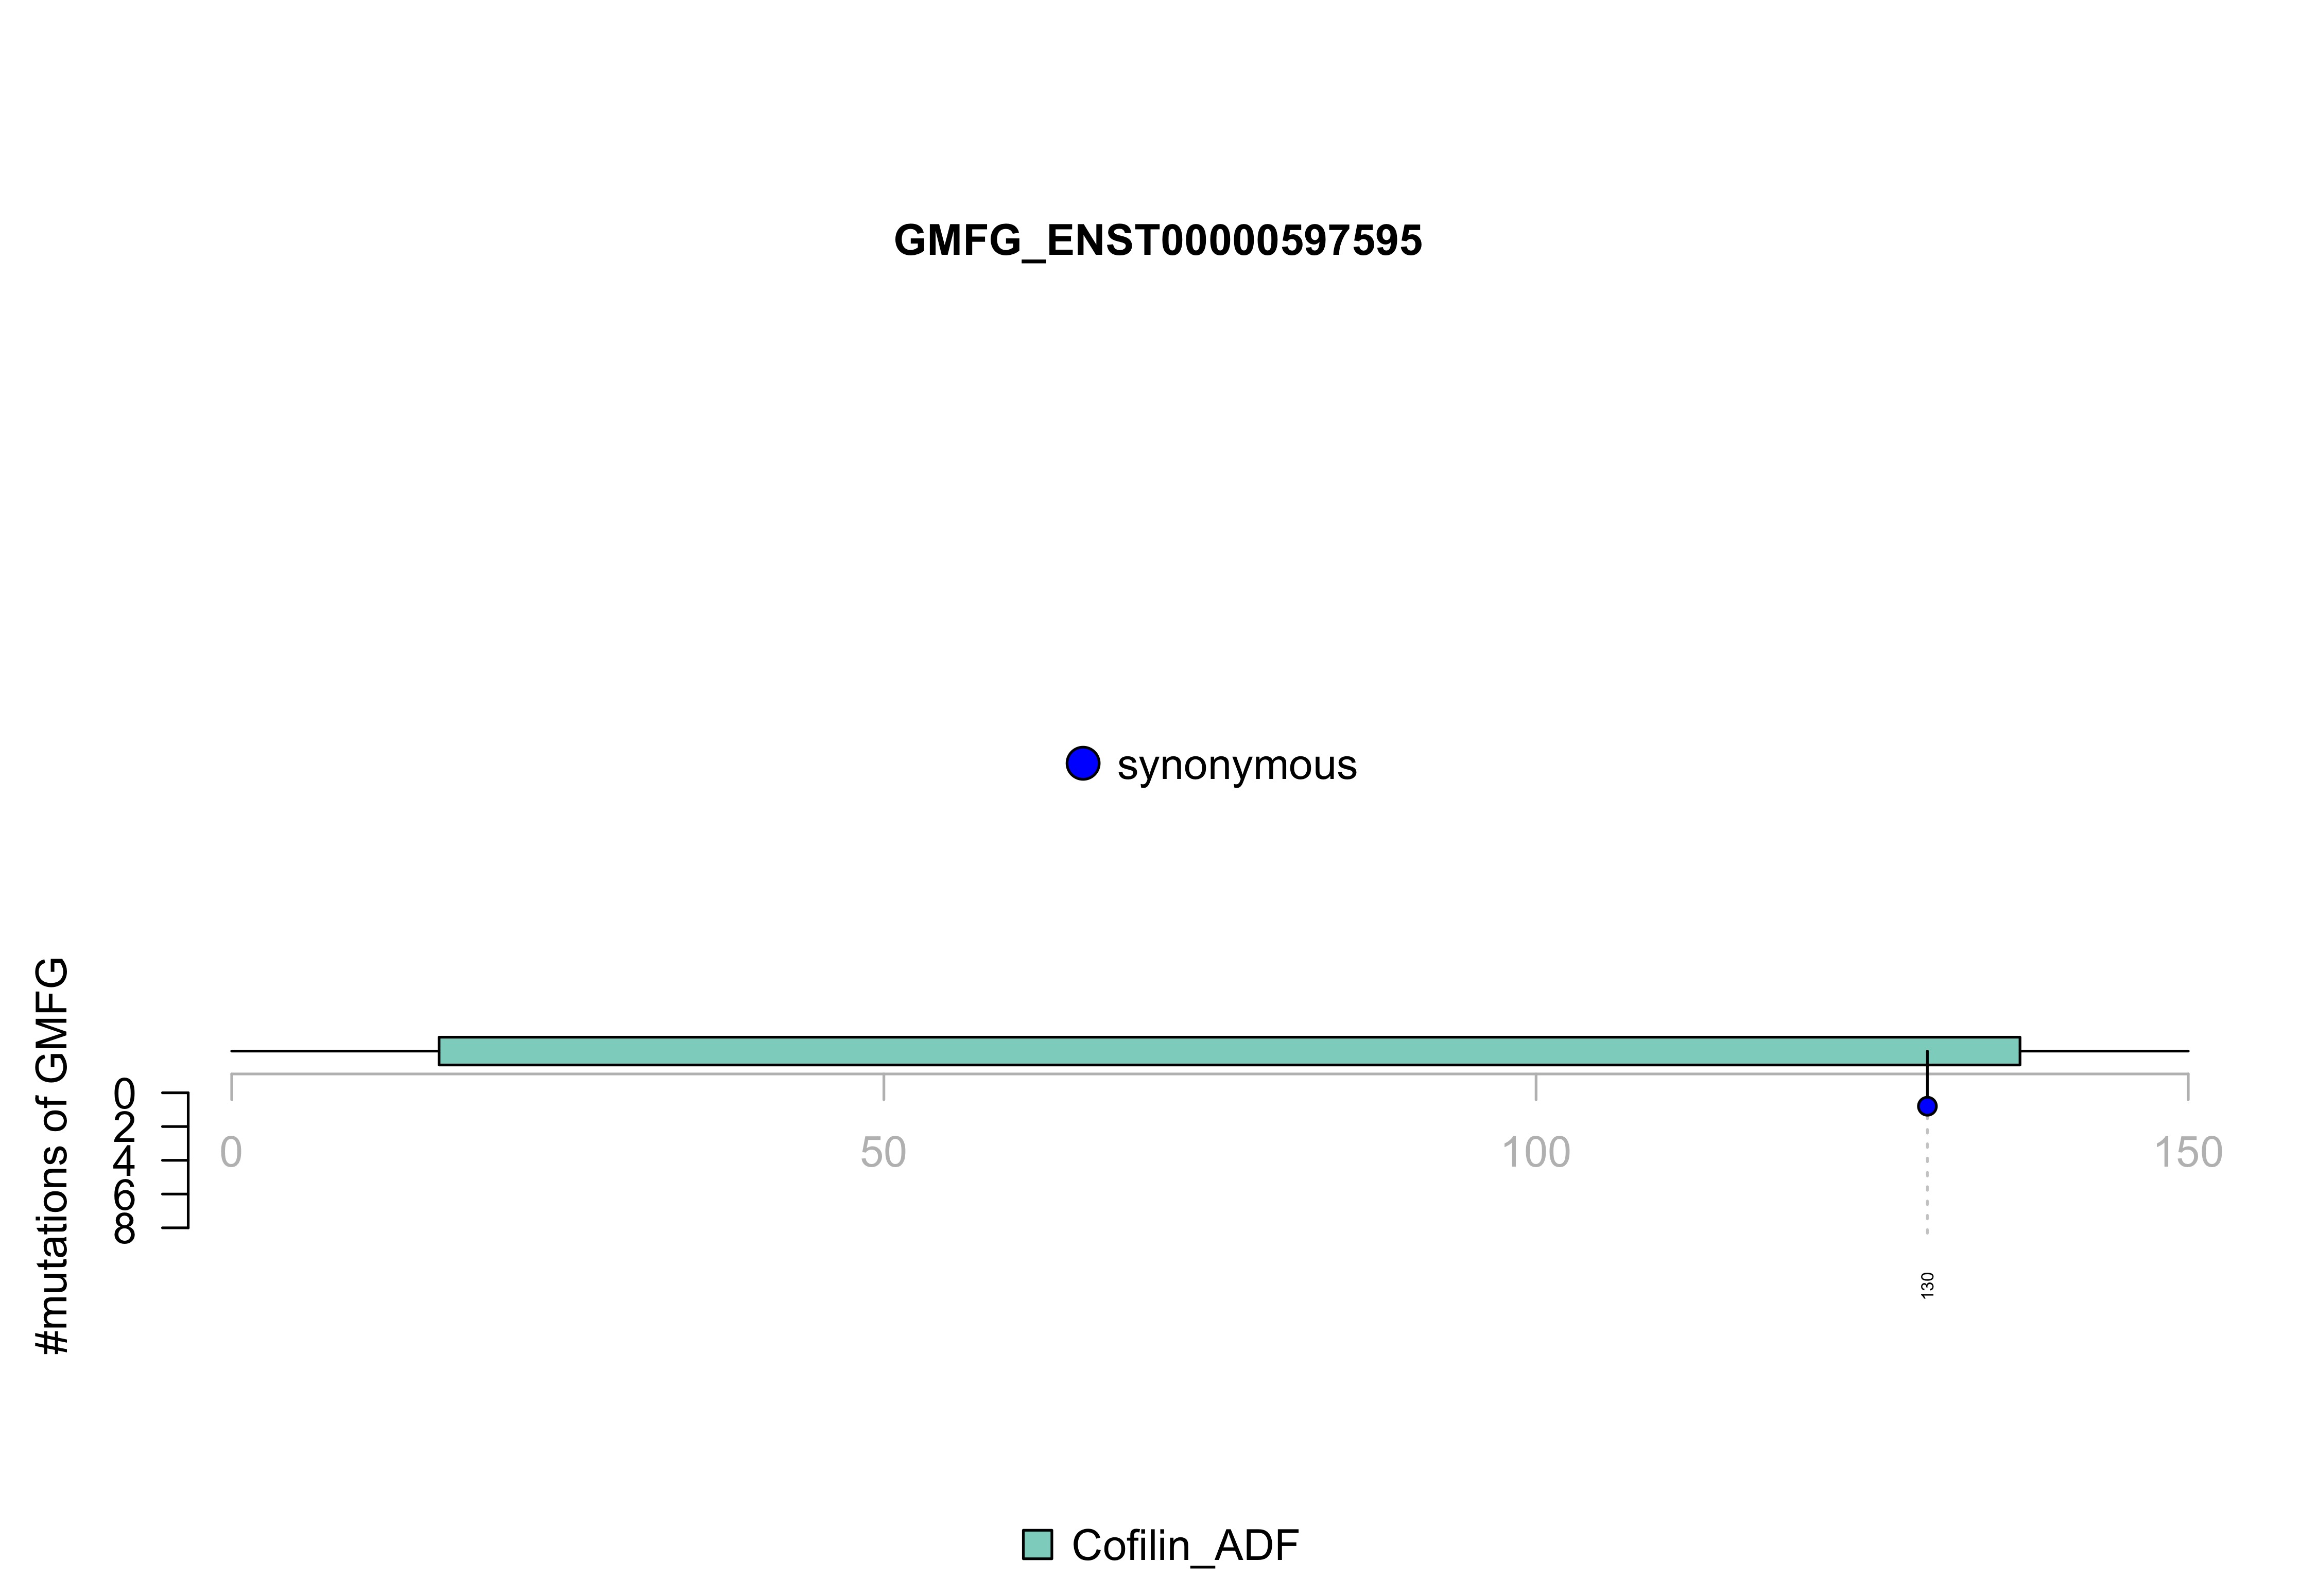 GMFG_ENST00000597595
synonymous
#mutations of GMFG
0
2
4
6
8
0 50 100 150
130
Cofilin_ADF